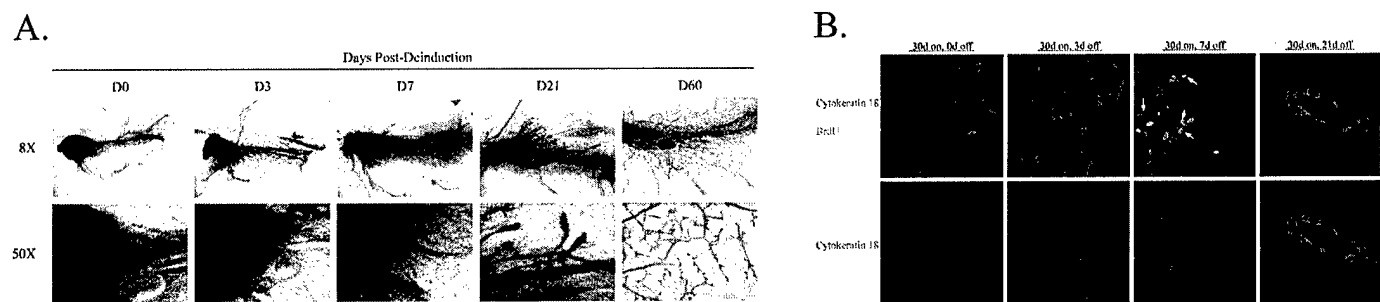 A.
B.
Days Post-Deinduction
D0 D3 D7 D21 D60
8X
50X
30d on, 0d off 30d on, 3d off 30d on, 7d off 30d on, 21d off
Cytokeratin 18
BrdU
Cytokeratin 18